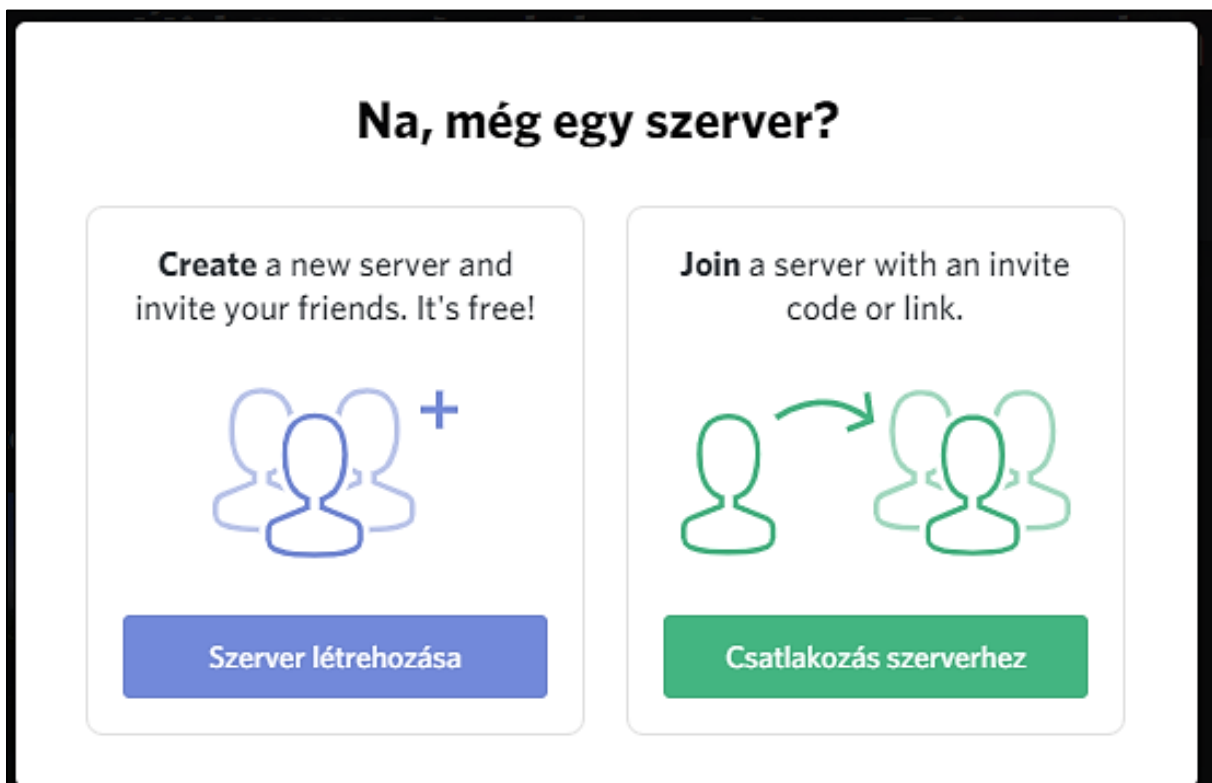 Na, még egy szerver?
Create a new server and
invite your friends. It's free!
Szerver létrehozása
Join a server with an invite
code or link.
Csatlakozás szerverhez